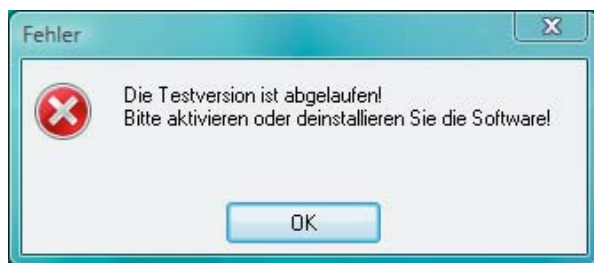 Fehler
Die Testversion ist abgelaufen!
Bitte aktivieren oder deinstallieren Sie die Software!
OK